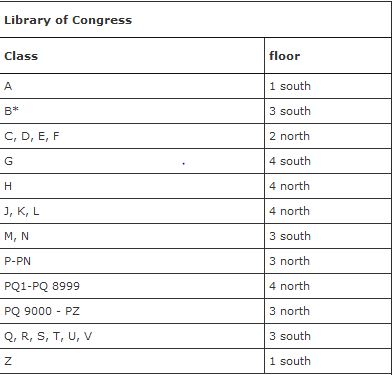 Library of Congress
Class floor
A 1 south
B* 3 south
C, D, E, F 2 north
G 4 south
H 4 north
J, K, L 4 north
M, N 3 south
P-PN 3 north
PQ1-PQ 8999 4 north
PQ 9000 - PZ 3 north
Q, R, S, T, U, V 3 south
Z 1 south